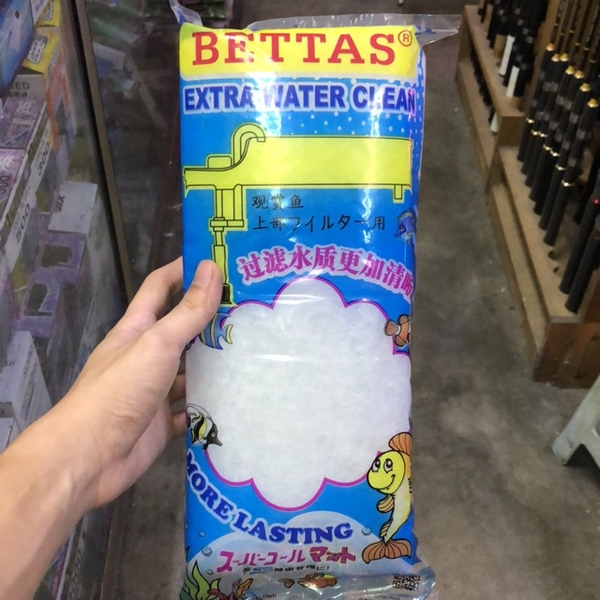 BETTAS®
EXTRA WATER CLEAN
观赏鱼
上部フイルター用
过滤水质更加清晰
MORE LASTING
スーパーコールマット